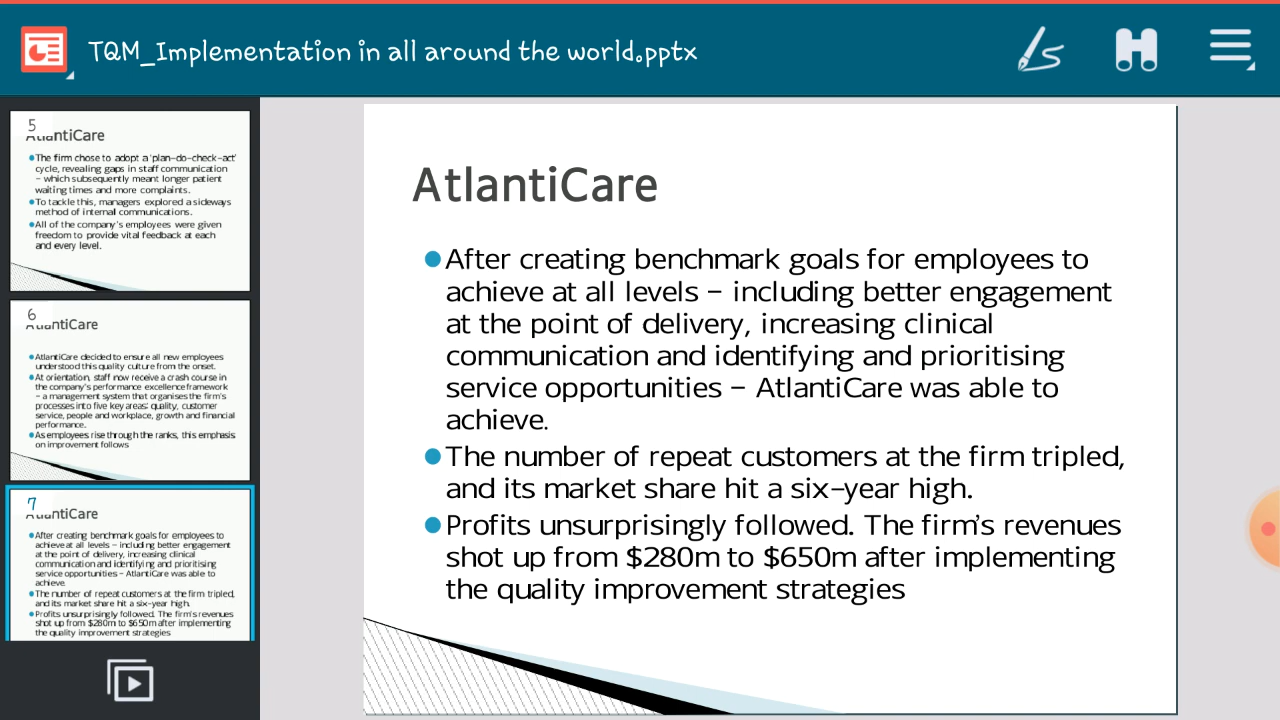 TQM_Implementation in all around the world.pptx
5
AtlantiCare
The firm chose to adopt a 'plan-do-check-act'
cycle, revealing gaps in staff communication
– which subsequently meant longer patient
waiting times and more complaints.
To tackle this, managers explored a sideways
method of internal communications.
All of the company's employees were given
freedom to provide vital feedback at each
and every level.
6
AtlantiCare
AtlantiCare decided to ensure all new employees
understood this quality culture from the onset.
At orientation, staff now receive a crash course in
the company's performance excellence framework
– a management system that organises the firm's
processes into five key areas: quality, customer
service, people and workplace, growth and financial
performance.
As employees rise through the ranks, this emphasis
on improvement follows
7
AtlantiCare
After creating benchmark goals for employees to
achieve at all levels – including better engagement
at the point of delivery, increasing clinical
communication and identifying and prioritising
service opportunities – AtlantiCare was able to
achieve.
The number of repeat customers at the firm tripled,
and its market share hit a six-year high.
Profits unsurprisingly followed. The firm's revenues
shot up from $280m to $650m after implementing
the quality improvement strategies
AtlantiCare
After creating benchmark goals for employees to
achieve at all levels – including better engagement
at the point of delivery, increasing clinical
communication and identifying and prioritising
service opportunities – AtlantiCare was able to
achieve.
The number of repeat customers at the firm tripled,
and its market share hit a six-year high.
Profits unsurprisingly followed. The firm's revenues
shot up from $280m to $650m after implementing
the quality improvement strategies